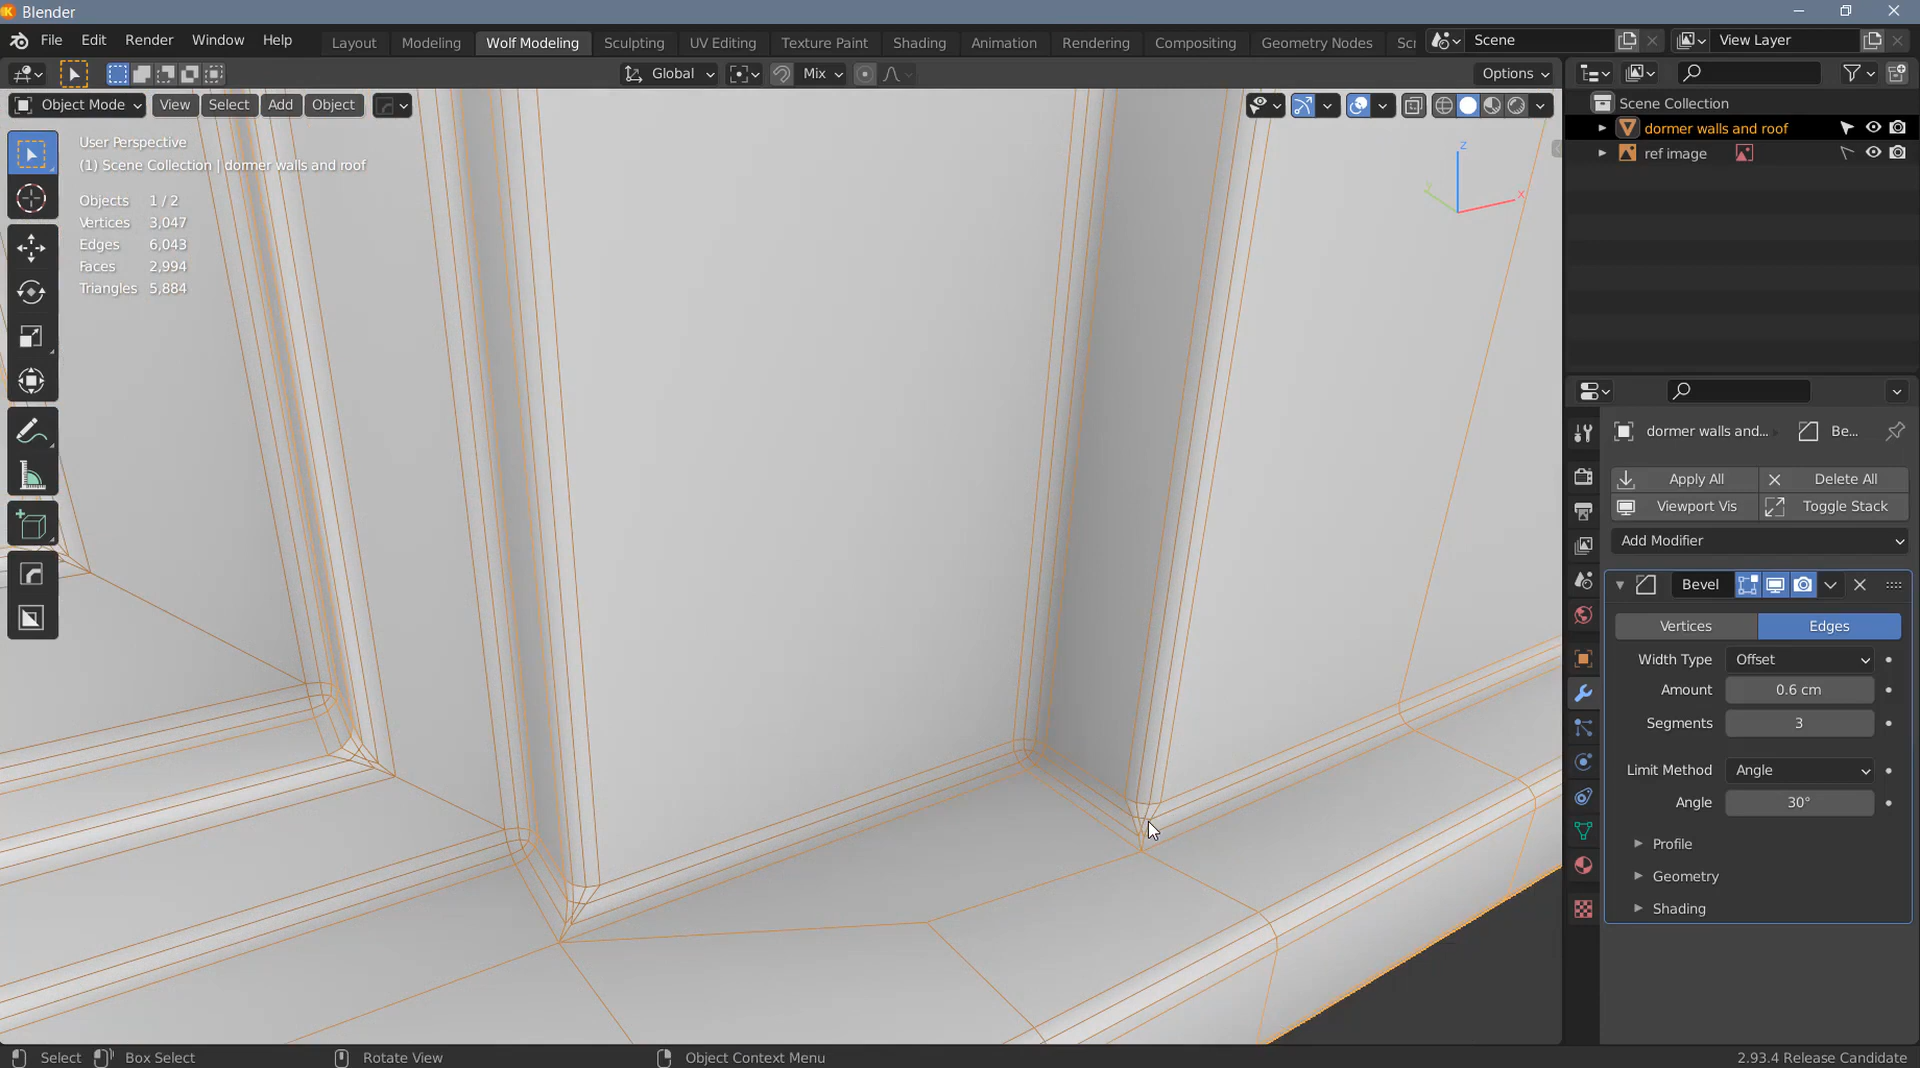 Blender
File Edit Render Window Help
Layout Modeling Wolf Modeling Sculpting UV Editing Texture Paint Shading Animation Rendering Compositing Geometry Nodes Sc
Scene
View Layer
Global
Mix
Options
Object Mode View Select Add Object
User Perspective
(1) Scene Collection | dormer walls and roof
Objects 1 / 2
Vertices 3,047
Edges 6,043
Faces 2,994
Triangles 5,884
Z
X
Y
Scene Collection
dormer walls and roof
ref image
dormer walls and... Be...
Apply All Delete All
Viewport Vis Toggle Stack
Add Modifier
Bevel
Vertices Edges
Width Type Offset
Amount 0.6 cm
Segments 3
Limit Method Angle
Angle 30°
Profile
Geometry
Shading
Select Box Select Rotate View Object Context Menu
2.93.4 Release Candidate